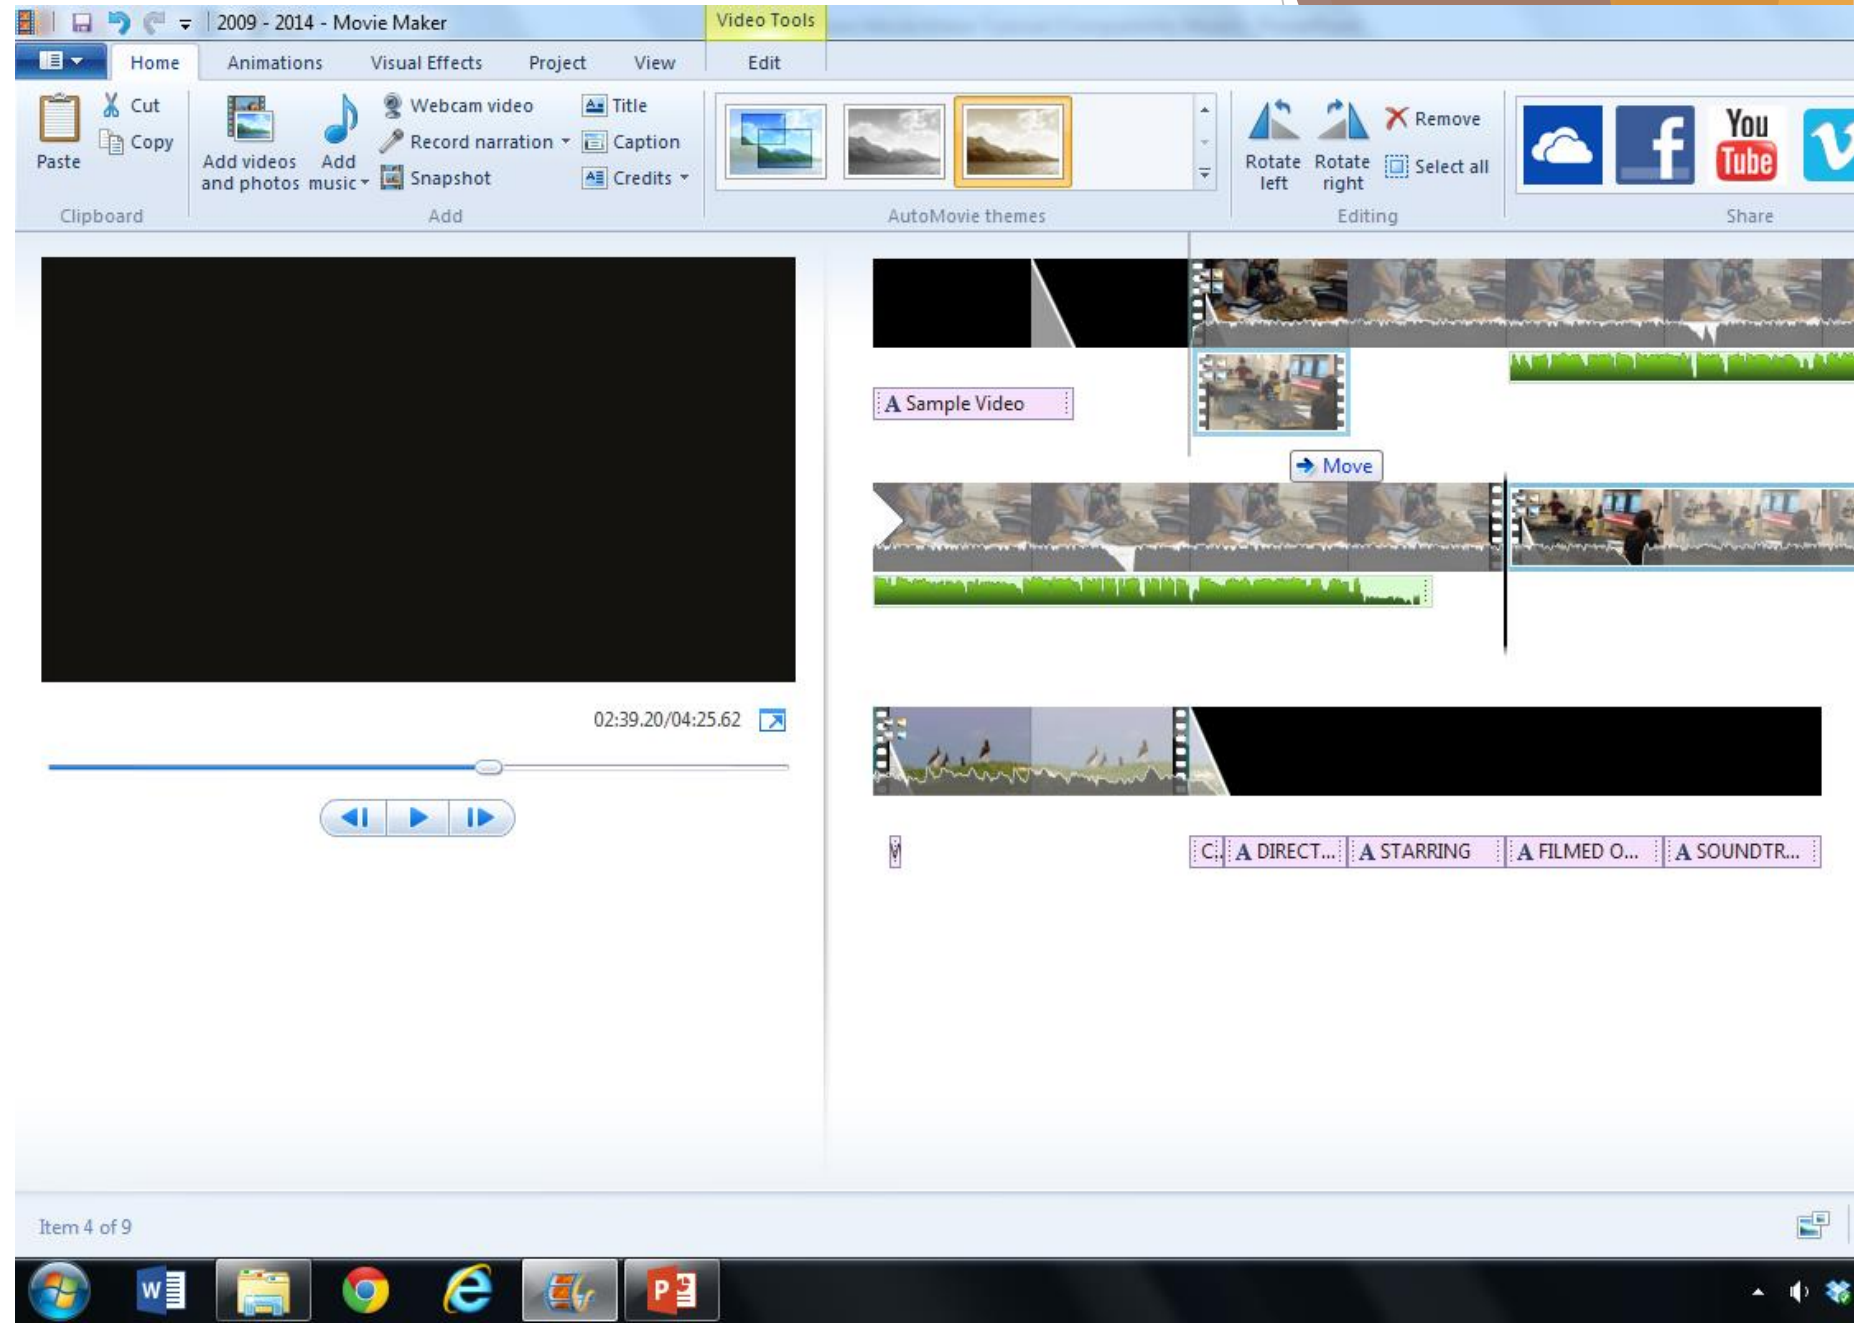 2009 - 2014 - Movie Maker
Video Tools
Home Animations Visual Effects Project View Edit
Paste
Cut
Copy
Clipboard
Add videos and photos
Add music
Webcam video
Record narration
Snapshot
Title
Caption
Credits
Add
AutoMovie themes
Rotate left
Rotate right
Remove
Select all
Editing
f
You Tube
Share
A Sample Video
Move
02:39.20/04:25.62
C..
A DIRECT...
A STARRING
A FILMED O...
A SOUNDTR...
Item 4 of 9
W
P